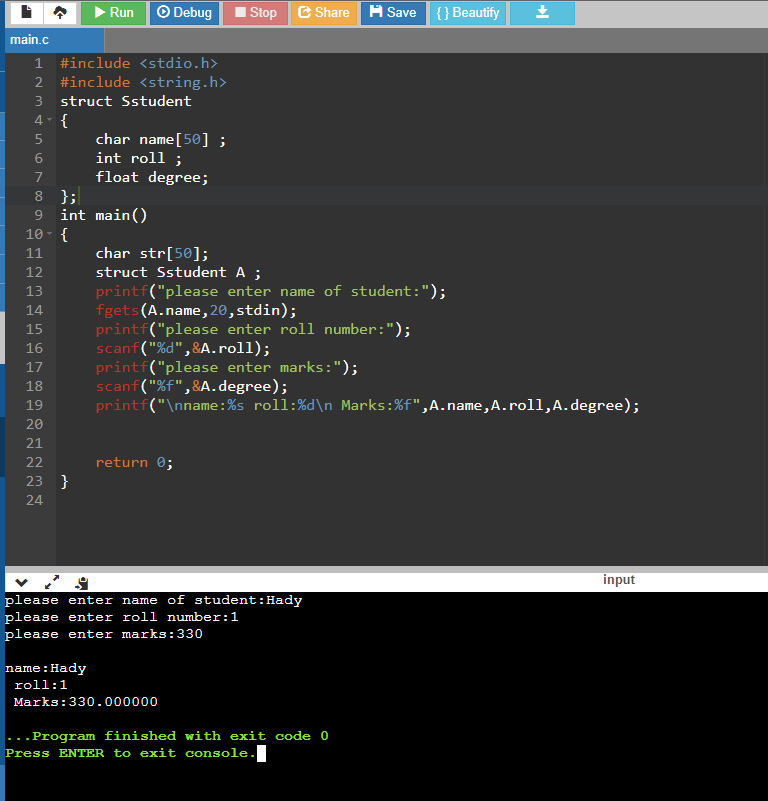 Run Debug Stop Share Save { } Beautify
main.c
1 #include <stdio.h>
2 #include <string.h>
3 struct Sstudent
4 {
5 char name[50] ;
6 int roll ;
7 float degree;
8 };
9 int main()
10 {
11 char str[50];
12 struct Sstudent A ;
13 printf("please enter name of student:");
14 fgets(A.name,20,stdin);
15 printf("please enter roll number:");
16 scanf("%d",&A.roll);
17 printf("please enter marks:");
18 scanf("%f",&A.degree);
19 printf("\nname:%s roll:%d\n Marks:%f",A.name,A.roll,A.degree);
20
21
22 return 0;
23 }
24
input
please enter name of student:Hady
please enter roll number:1
please enter marks:330
name:Hady
roll:1
Marks:330.000000
...Program finished with exit code 0
Press ENTER to exit console.